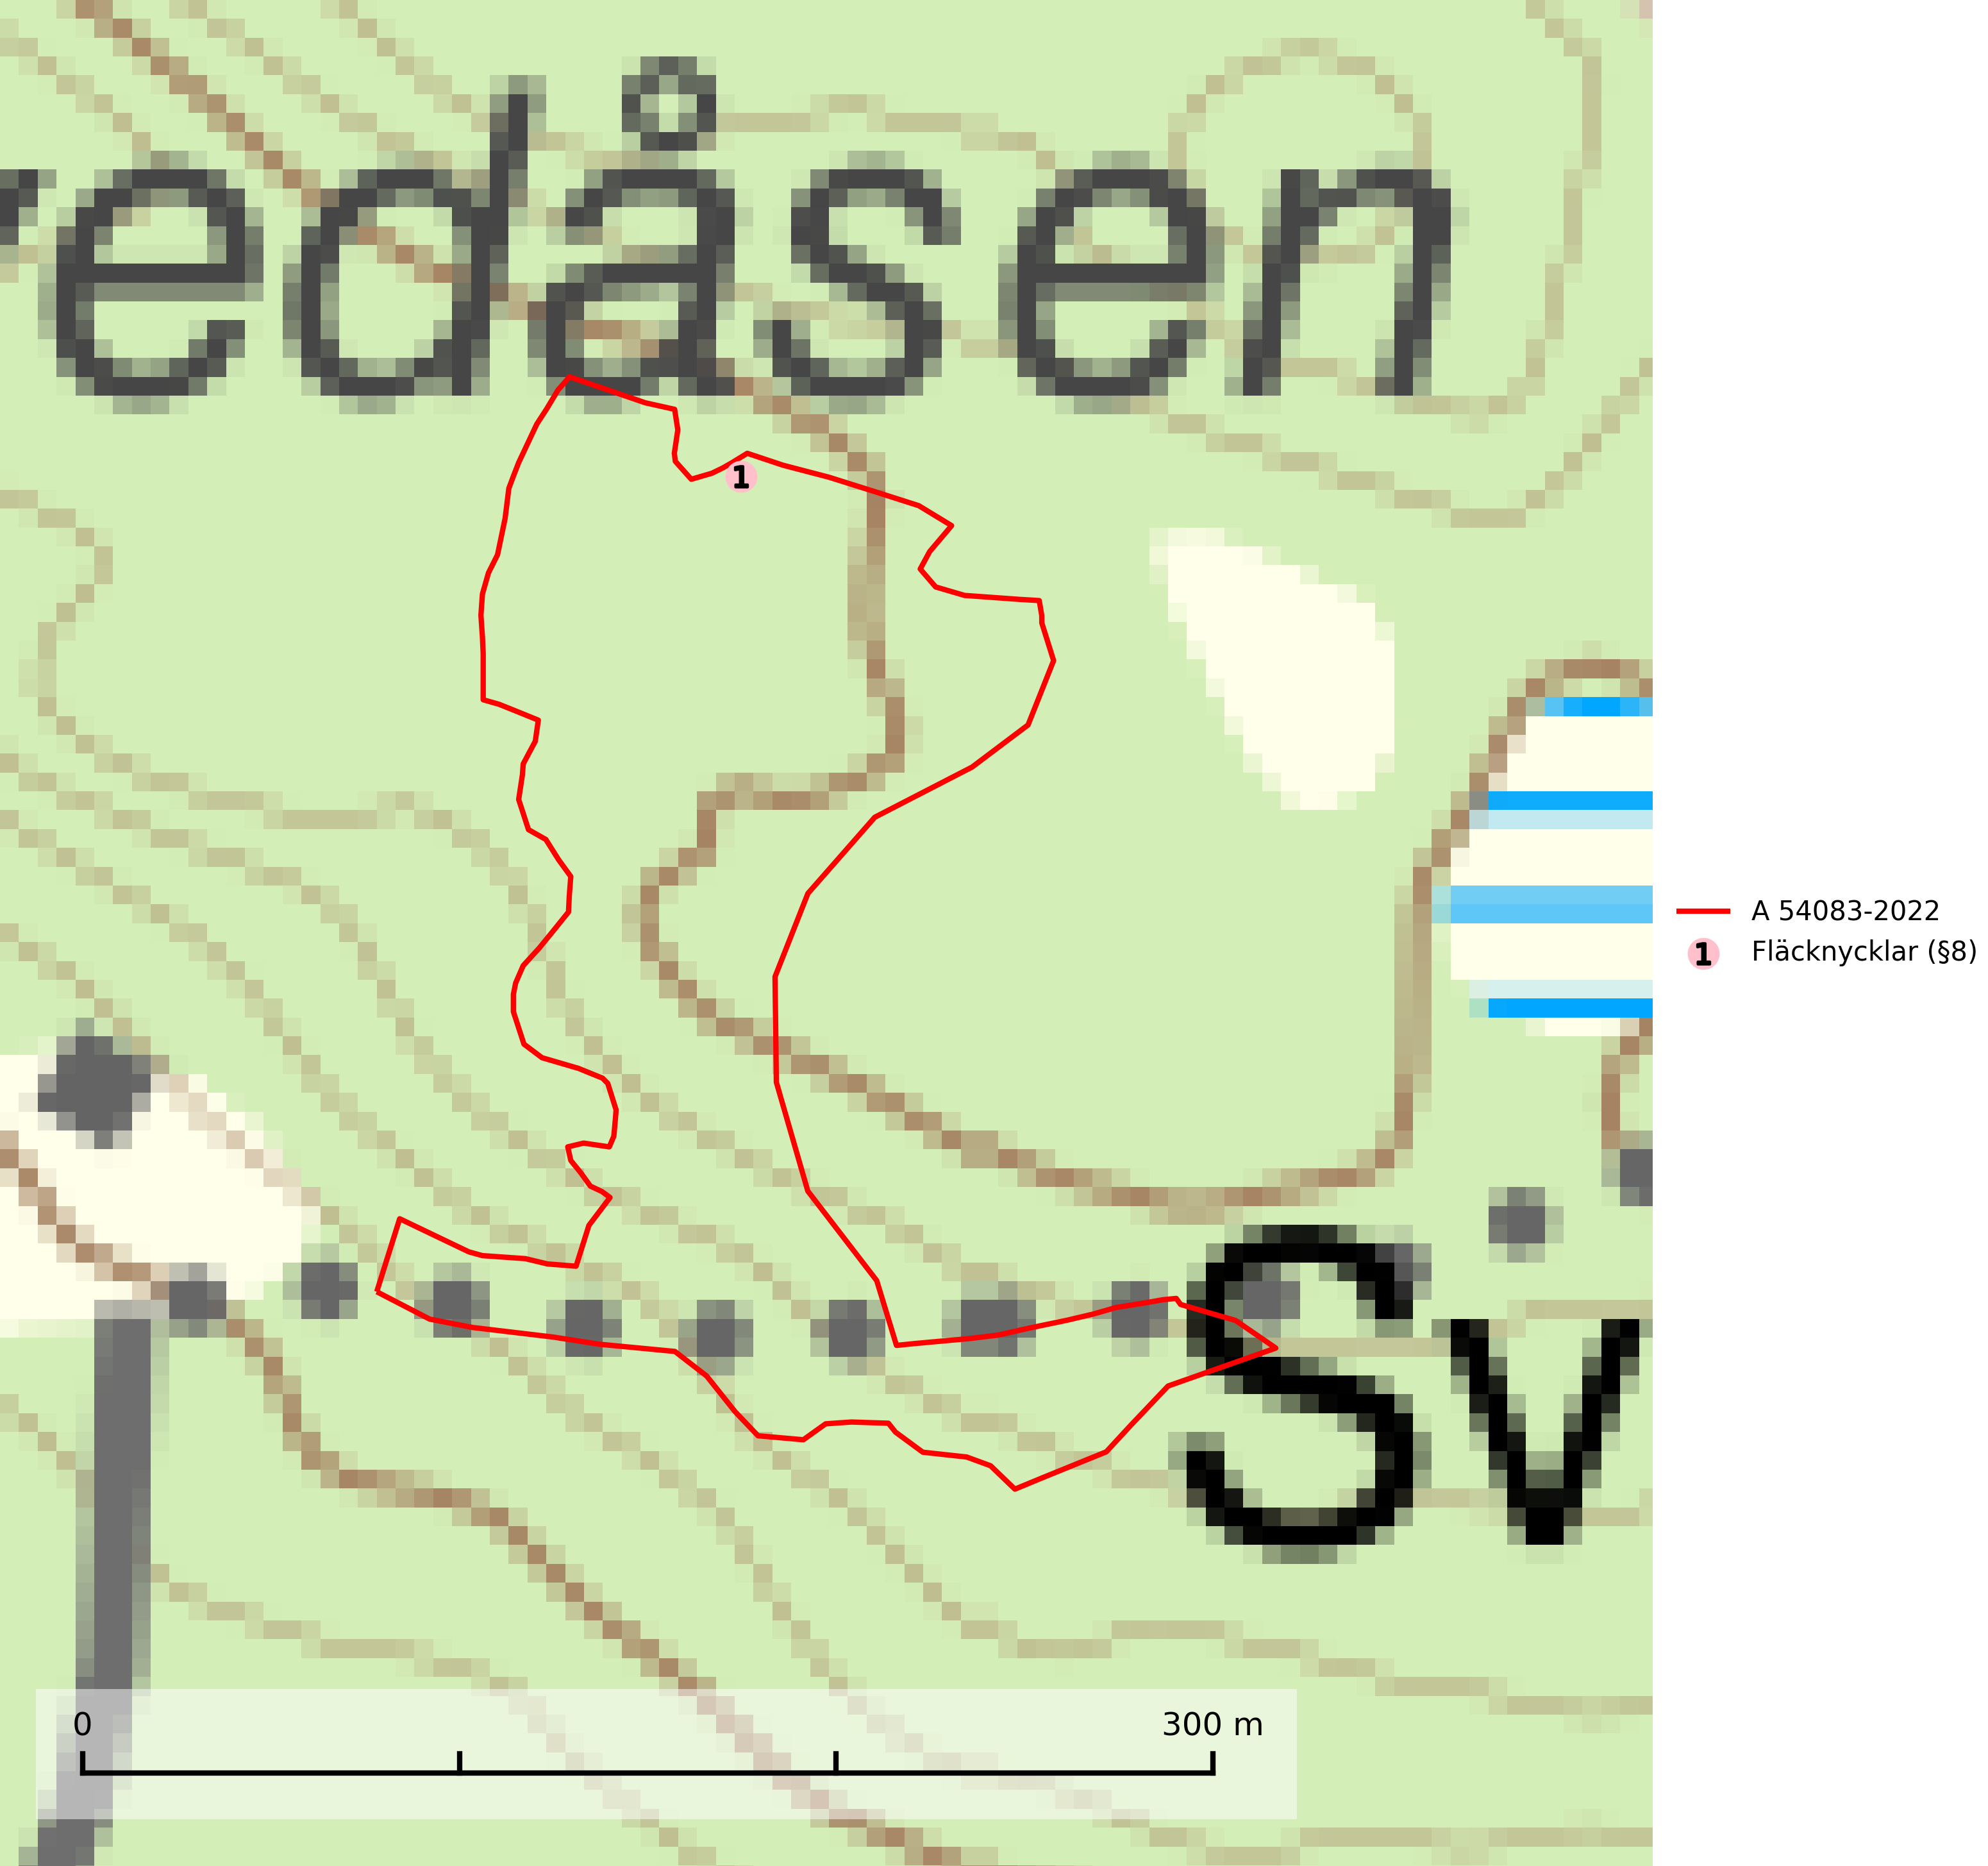 edåsen
1
A 54083-2022
1 Fläcknycklar (§8)
sv
0 300 m